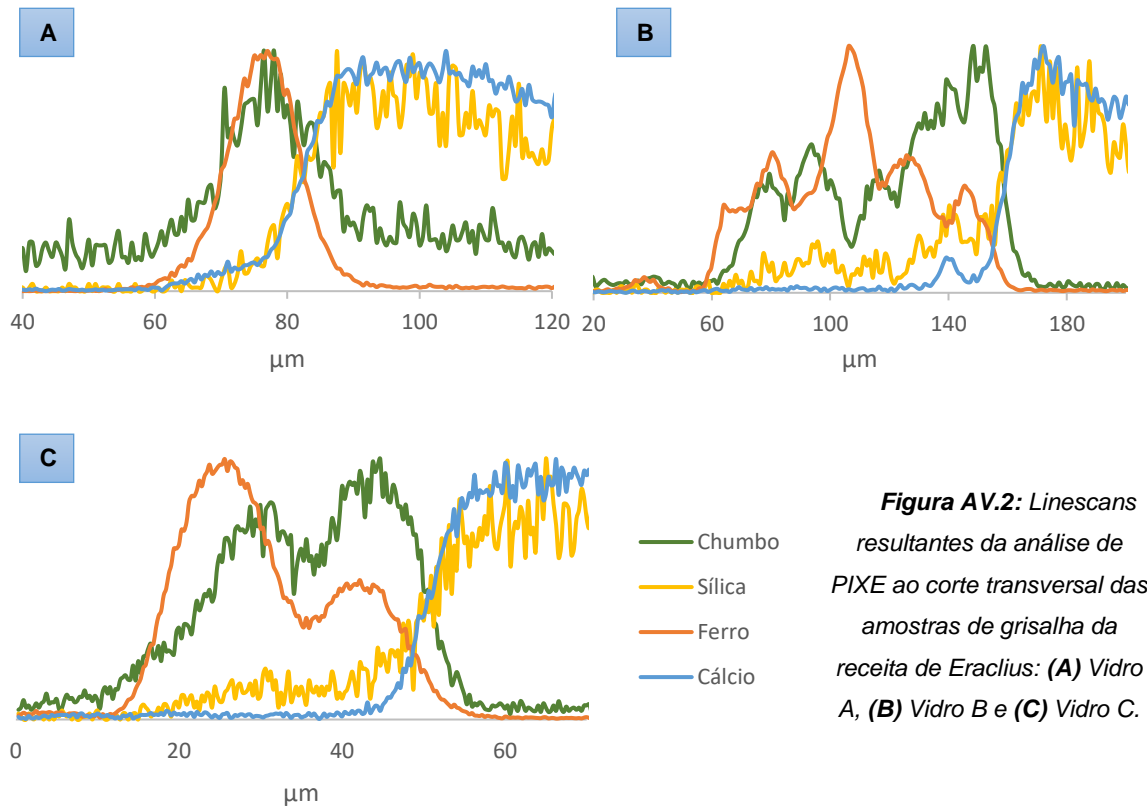 A
40 60 80 100 120
µm
B
20 60 100 140 180
µm
C
0 20 40 60
µm
Chumbo
Sílica
Ferro
Cálcio
Figura AV.2: Linescans
resultantes da análise de
PIXE ao corte transversal das
amostras de grisalha da
receita de Eraclius: (A) Vidro
A, (B) Vidro B e (C) Vidro C.